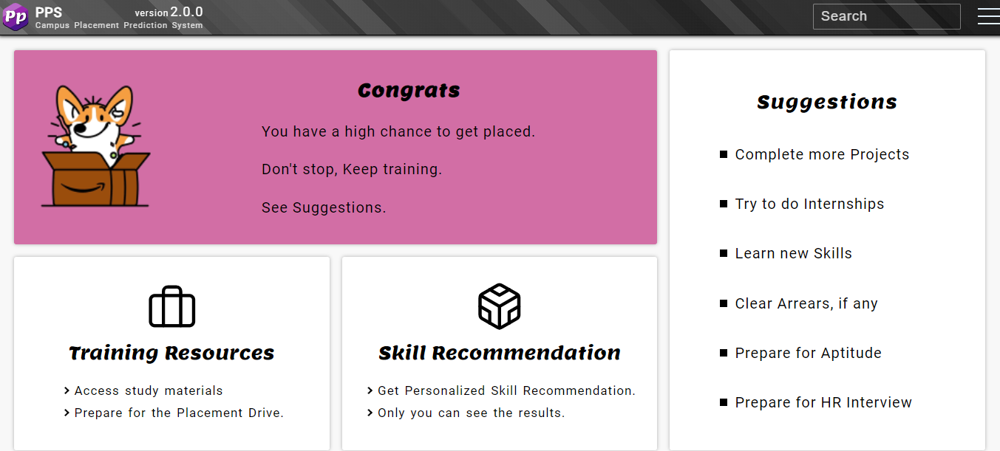 Pp
PPS version 2.0.0
Campus Placement Prediction System
Search
Congrats
You have a high chance to get placed.
Don't stop, Keep training.
See Suggestions.
Training Resources
Access study materials
Prepare for the Placement Drive.
Skill Recommendation
Get Personalized Skill Recommendation.
Only you can see the results.
Suggestions
Complete more Projects
Try to do Internships
Learn new Skills
Clear Arrears, if any
Prepare for Aptitude
Prepare for HR Interview